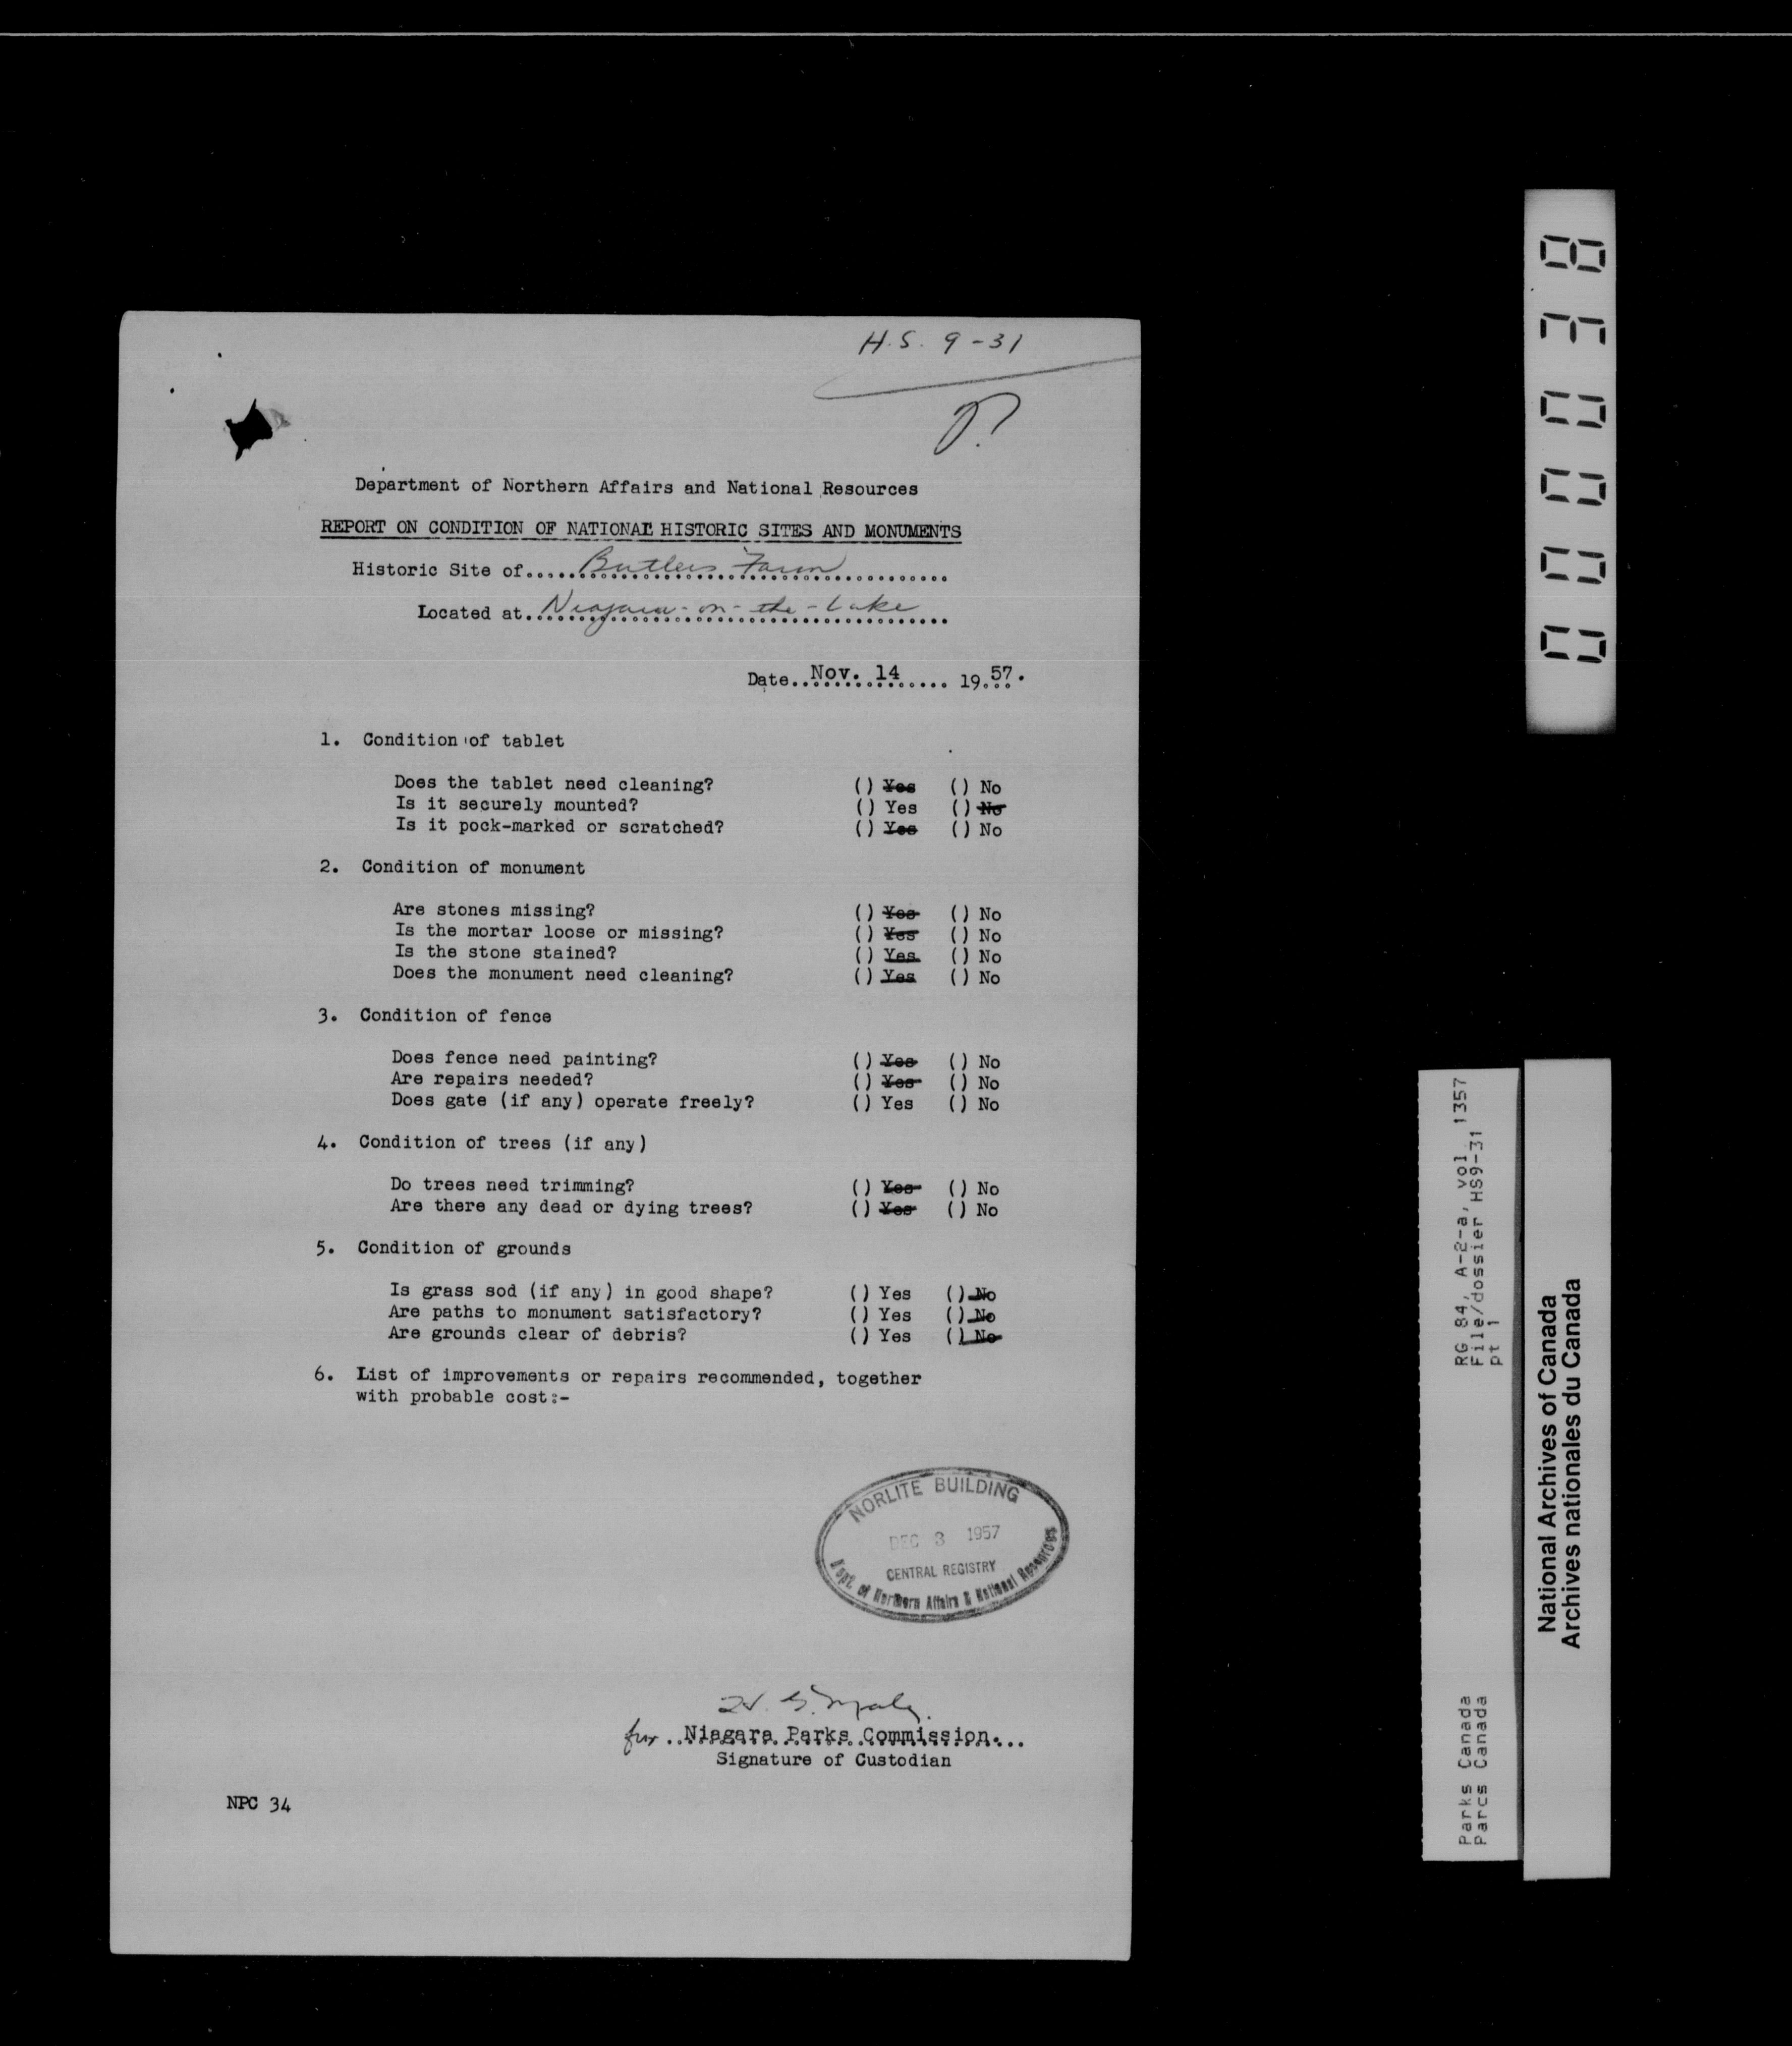 H.S. 9-31
Department of Northern Affairs and National Resources
REPORT ON CONDITION OF NATIONAL HISTORIC SITES AND MONUMENTS
Historic Site of..... Butlers Farm
Located at. Niagara-on-the-Lake
Date.. Nov. 14 ..... 19 57.
1. Condition of tablet
Does the tablet need cleaning? () Yes () No
Is it securely mounted? () Yes () No
Is it pock-marked or scratched? () Yes () No
2. Condition of monument
Are stones missing? () Yes () No
Is the mortar loose or missing? () Yes () No
Is the stone stained? () Yes () No
Does the monument need cleaning? () Yes () No
3. Condition of fence
Does fence need painting? () Yes () No
Are repairs needed? () Yes () No
Does gate (if any) operate freely? () Yes () No
4. Condition of trees (if any)
Do trees need trimming? () Yes () No
Are there any dead or dying trees? () Yes () No
5. Condition of grounds
Is grass sod (if any) in good shape? () Yes () No
Are paths to monument satisfactory? () Yes () No
Are grounds clear of debris? () Yes () No
6. List of improvements or repairs recommended, together
with probable cost:-
NORLITE BUILDING
DEC 3 1957
CENTRAL REGISTRY
Dept. of Northern Affairs & National Resources
for .. Niagara Parks Commission...
Signature of Custodian
NPC 34
RG 84, A-2-a, vol 1357
File/dossier HS9-31
pt 1
Parks Canada
Parcs Canada
National Archives of Canada
Archives nationales du Canada